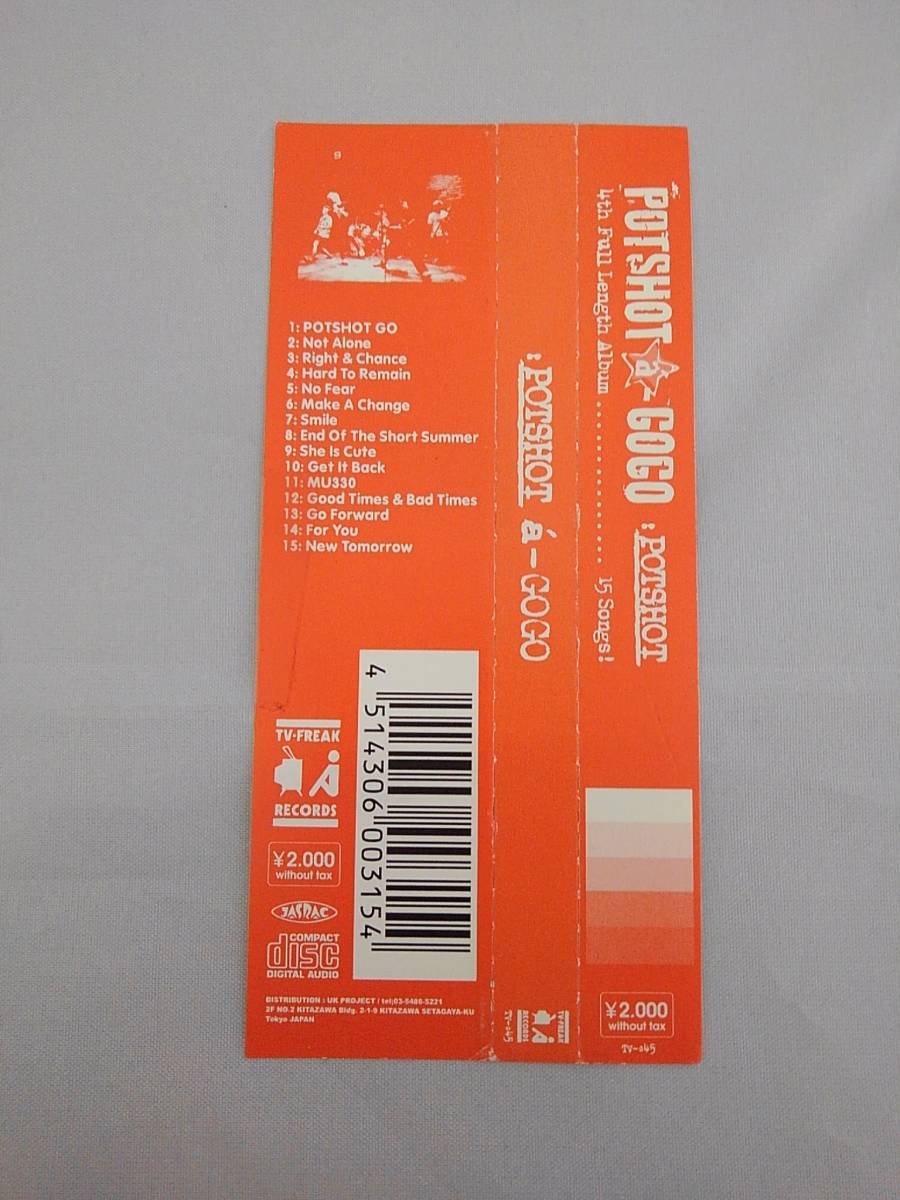 1: POTSHOT GO
2: Not Alone
3: Right & Chance
4: Hard To Remain
5: No Fear
6: Make A Change
7: Smile
8: End Of The Short Summer
9: She Is Cute
10: Get It Back
11: MU330
12: Good Times & Bad Times
13: Go Forward
14: For You
15: New Tomorrow
4 514306 003154
TV-FREAK
RECORDS
¥2.000
without tax
JASRAC
COMPACT
disc
DIGITAL AUDIO
DISTRIBUTION : UK PROJECT / tel;03-5486-5221
2F NO.2 KITAZAWA Bldg. 2-1-9 KITAZAWA SETAGAYA-KU
Tokyo JAPAN
:POTSHOT á-GOGO
TV-FREAK
RECORDS
TV-045
POTSHOT á-GOGO :POTSHOT
4th Full Length Album ................ 15 Songs!
¥2.000
without tax
TV-045